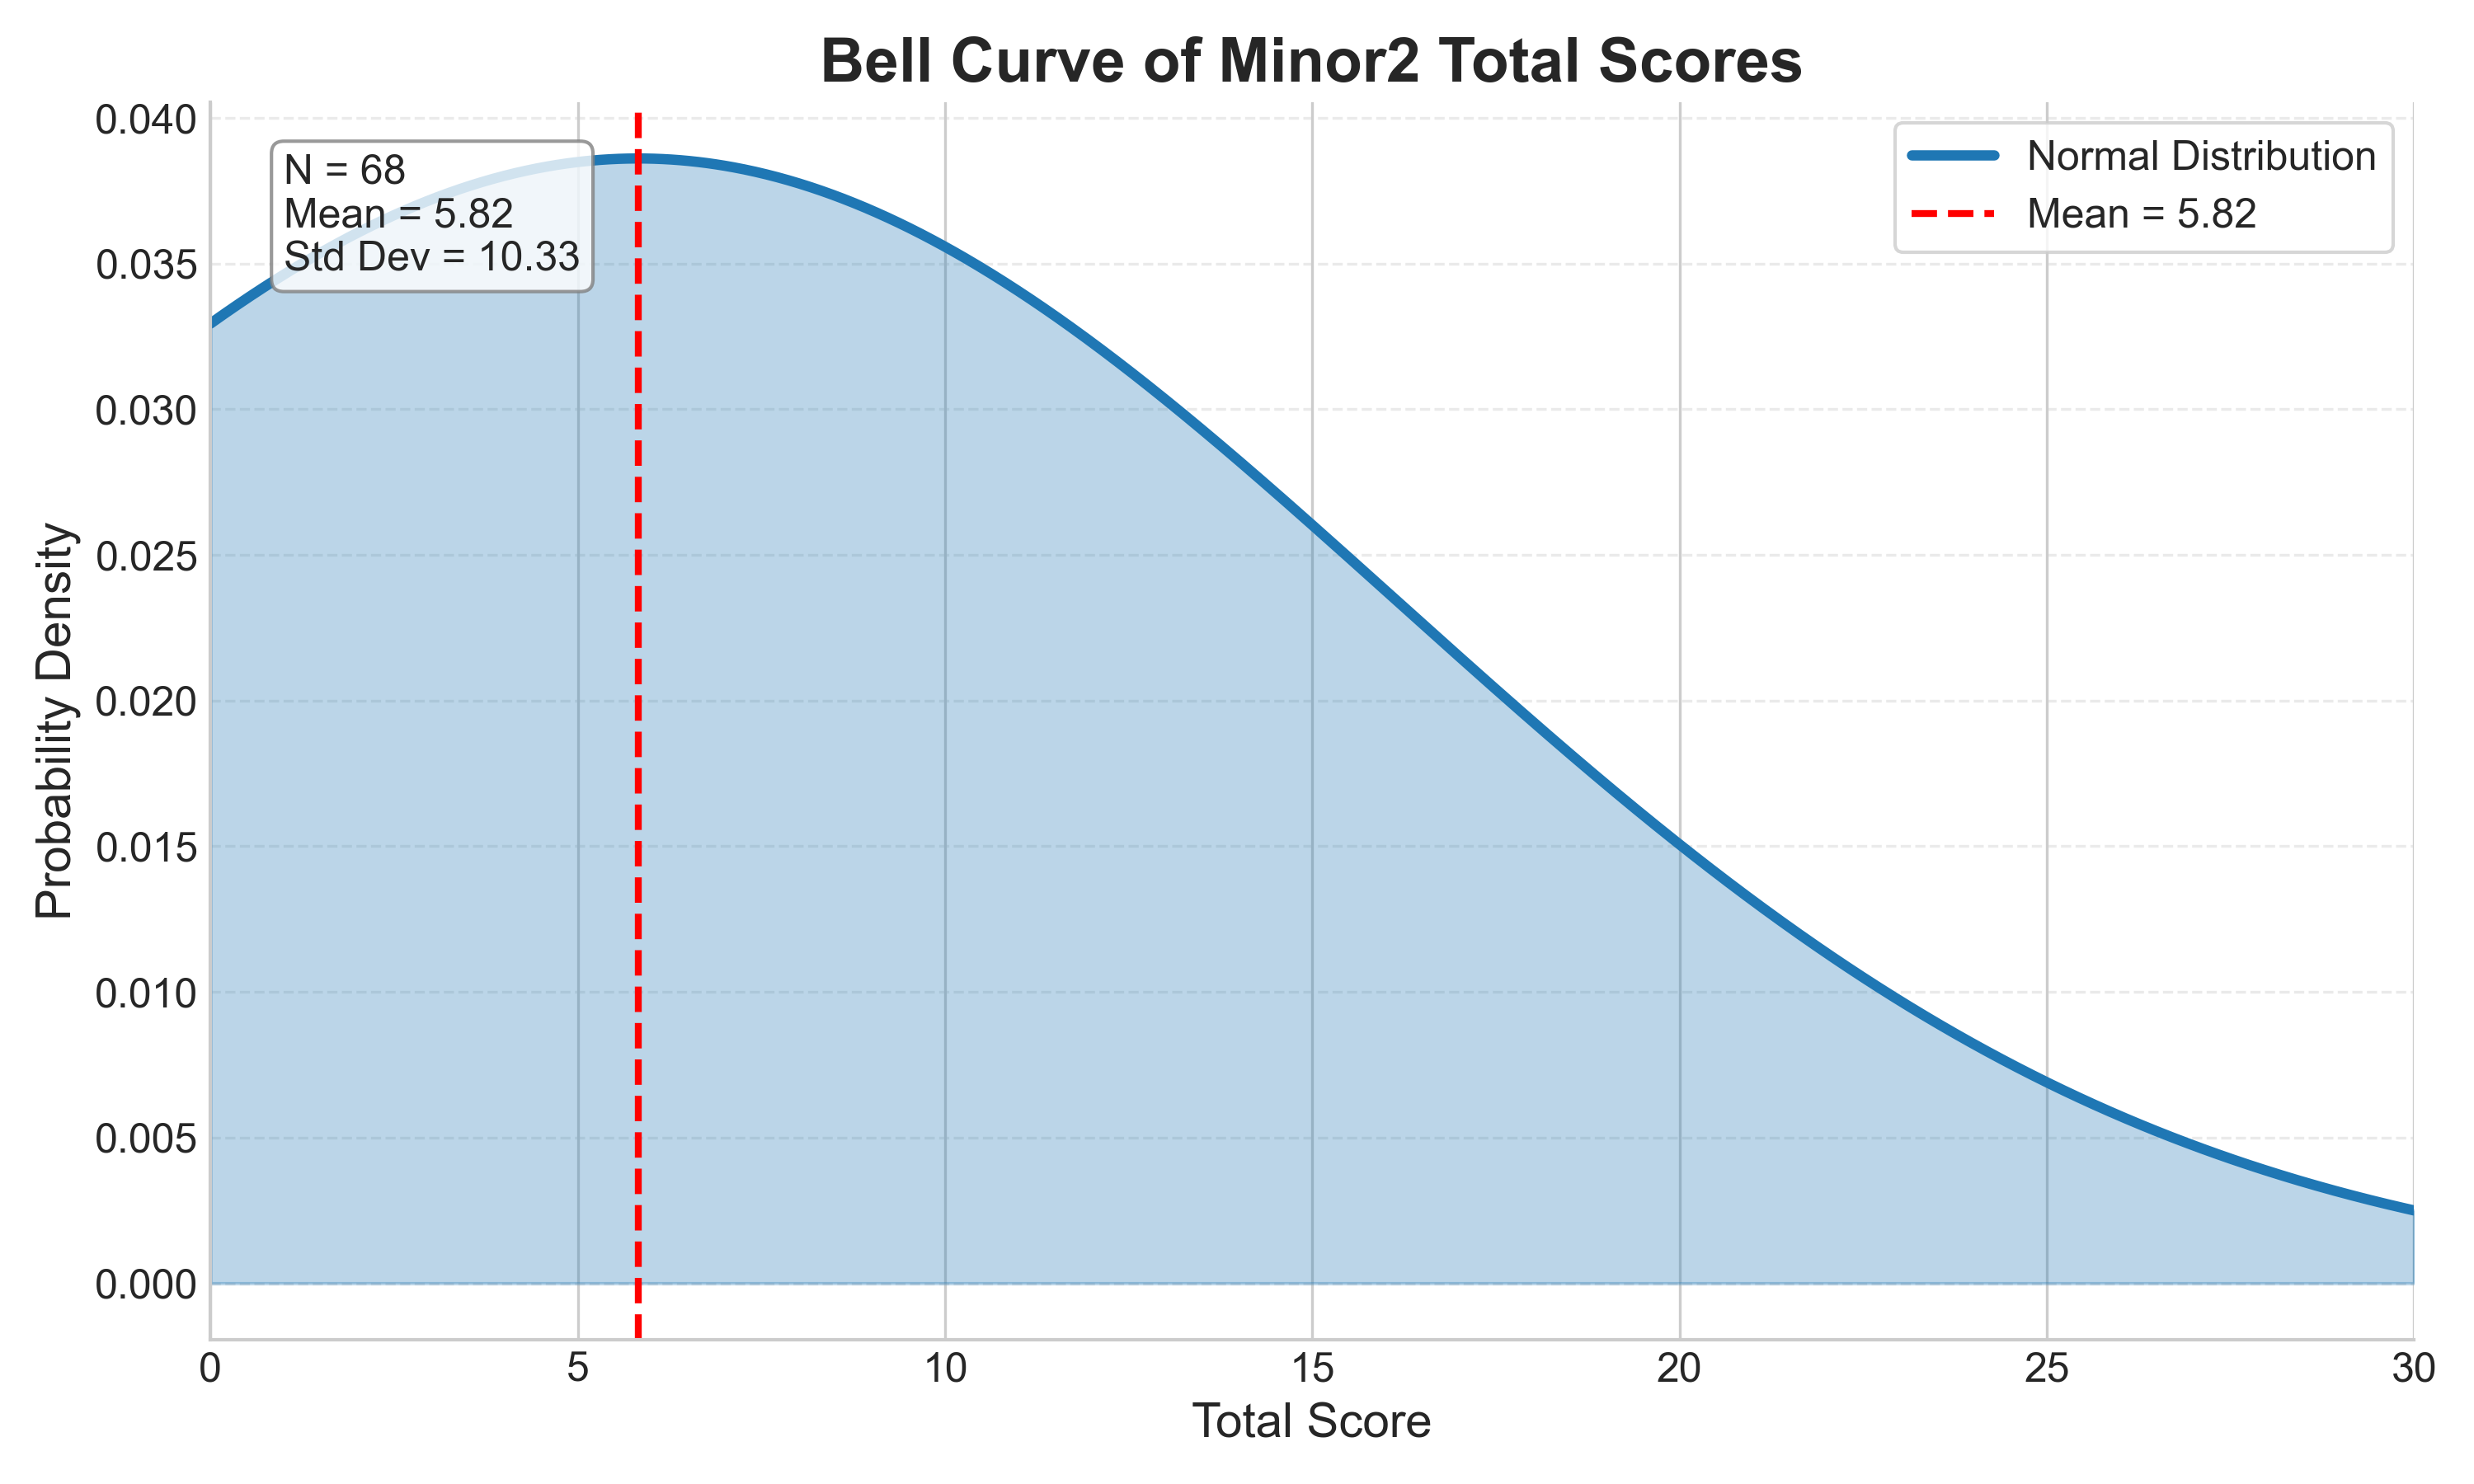 Bell Curve of Minor2 Total Scores
N = 68
Mean = 5.82
Std Dev = 10.33
Normal Distribution
Mean = 5.82
Probability Density
0.040
0.035
0.030
0.025
0.020
0.015
0.010
0.005
0.000
0 5 10 15 20 25 30
Total Score